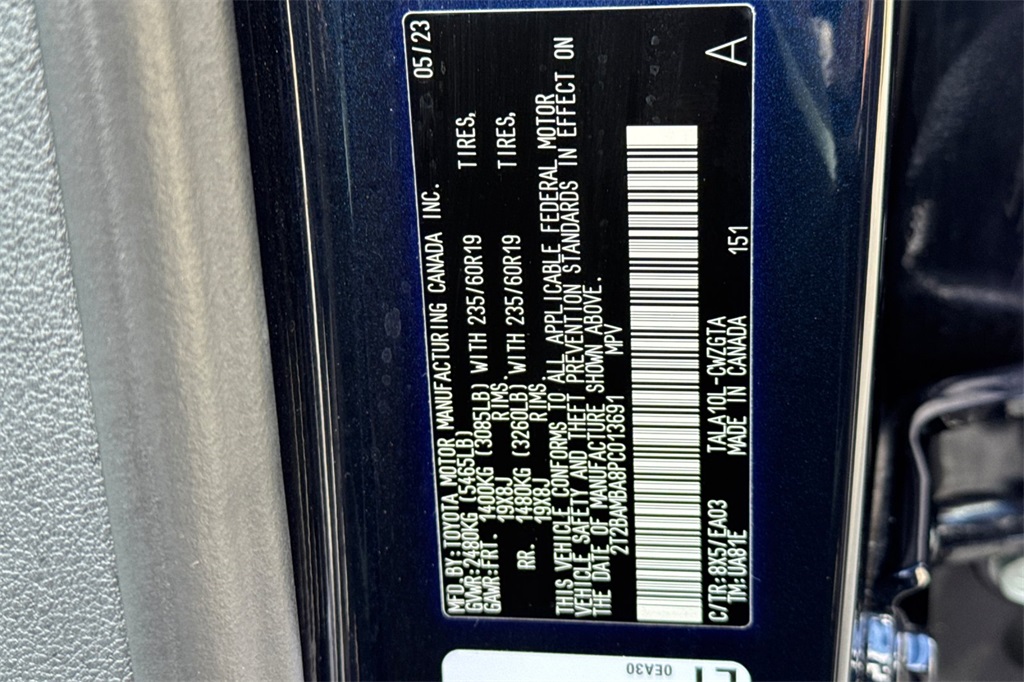 MFD.BY:TOYOTA MOTOR MANUFACTURING CANADA INC. 05/23
GVWR:2480KG (5465LB)
GAWR:FRT. 1400KG (3085LB) WITH 235/60R19 TIRES,
19X8J RIMS.
RR. 1480KG (3260LB) WITH 235/60R19 TIRES,
19X8J RIMS.
THIS VEHICLE CONFORMS TO ALL APPLICABLE FEDERAL MOTOR
VEHICLE SAFETY AND THEFT PREVENTION STANDARDS IN EFFECT ON
THE DATE OF MANUFACTURE SHOWN ABOVE.
2T2BAMBA9PC013691 MPV
C/TR:8X5/EA03 TALA10L-CWZGTA 151 A
TM:UA81E MADE IN CANADA
0EA30